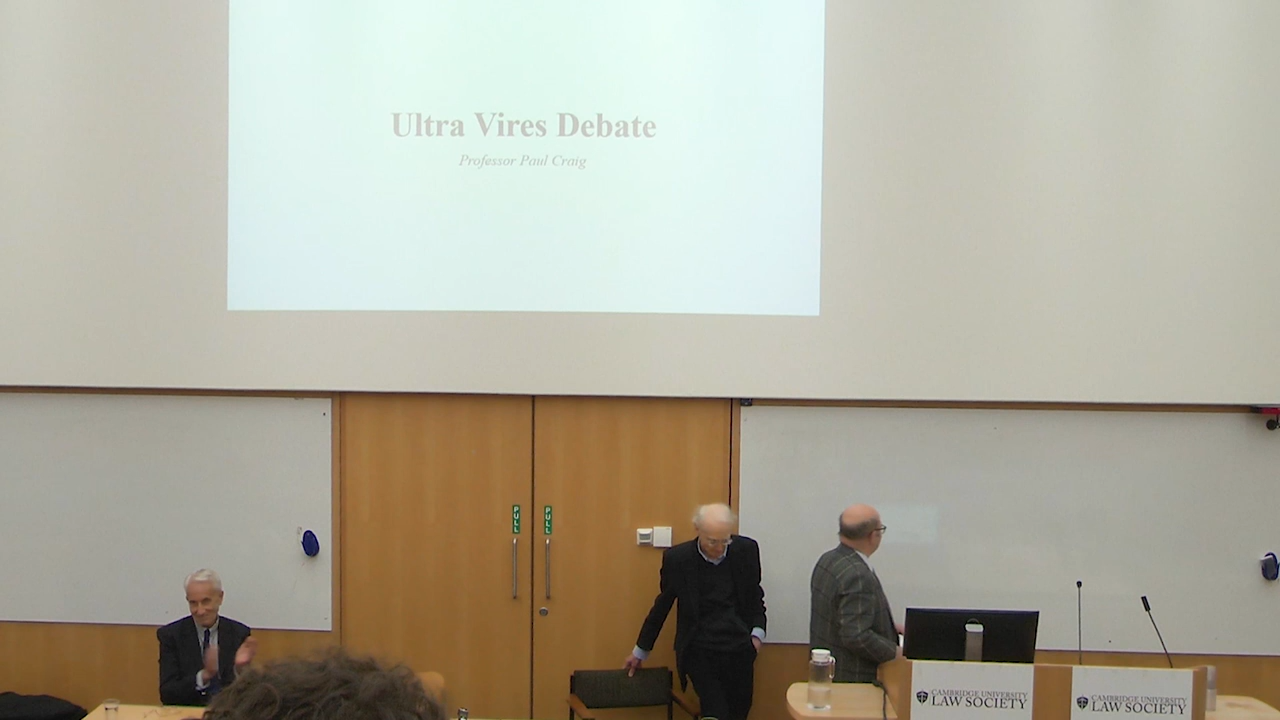 Ultra Vires Debate
Professor Paul Craig
PULL
PULL
CAMBRIDGE UNIVERSITY
LAW SOCIETY
CAMBRIDGE UNIVERSITY
LAW SOCIETY